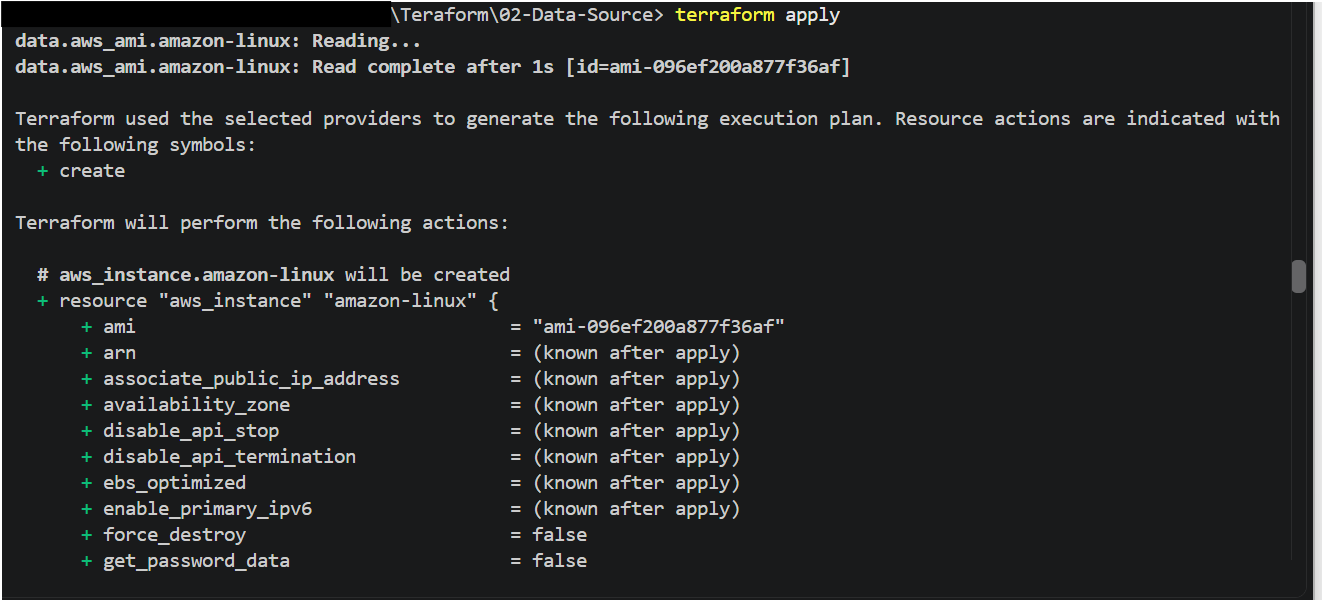 \Teraform\02-Data-Source> terraform apply
data.aws_ami.amazon-linux: Reading...
data.aws_ami.amazon-linux: Read complete after 1s [id=ami-096ef200a877f36af]
Terraform used the selected providers to generate the following execution plan. Resource actions are indicated with
the following symbols:
+ create
Terraform will perform the following actions:
# aws_instance.amazon-linux will be created
+ resource "aws_instance" "amazon-linux" {
+ ami = "ami-096ef200a877f36af"
+ arn = (known after apply)
+ associate_public_ip_address = (known after apply)
+ availability_zone = (known after apply)
+ disable_api_stop = (known after apply)
+ disable_api_termination = (known after apply)
+ ebs_optimized = (known after apply)
+ enable_primary_ipv6 = (known after apply)
+ force_destroy = false
+ get_password_data = false